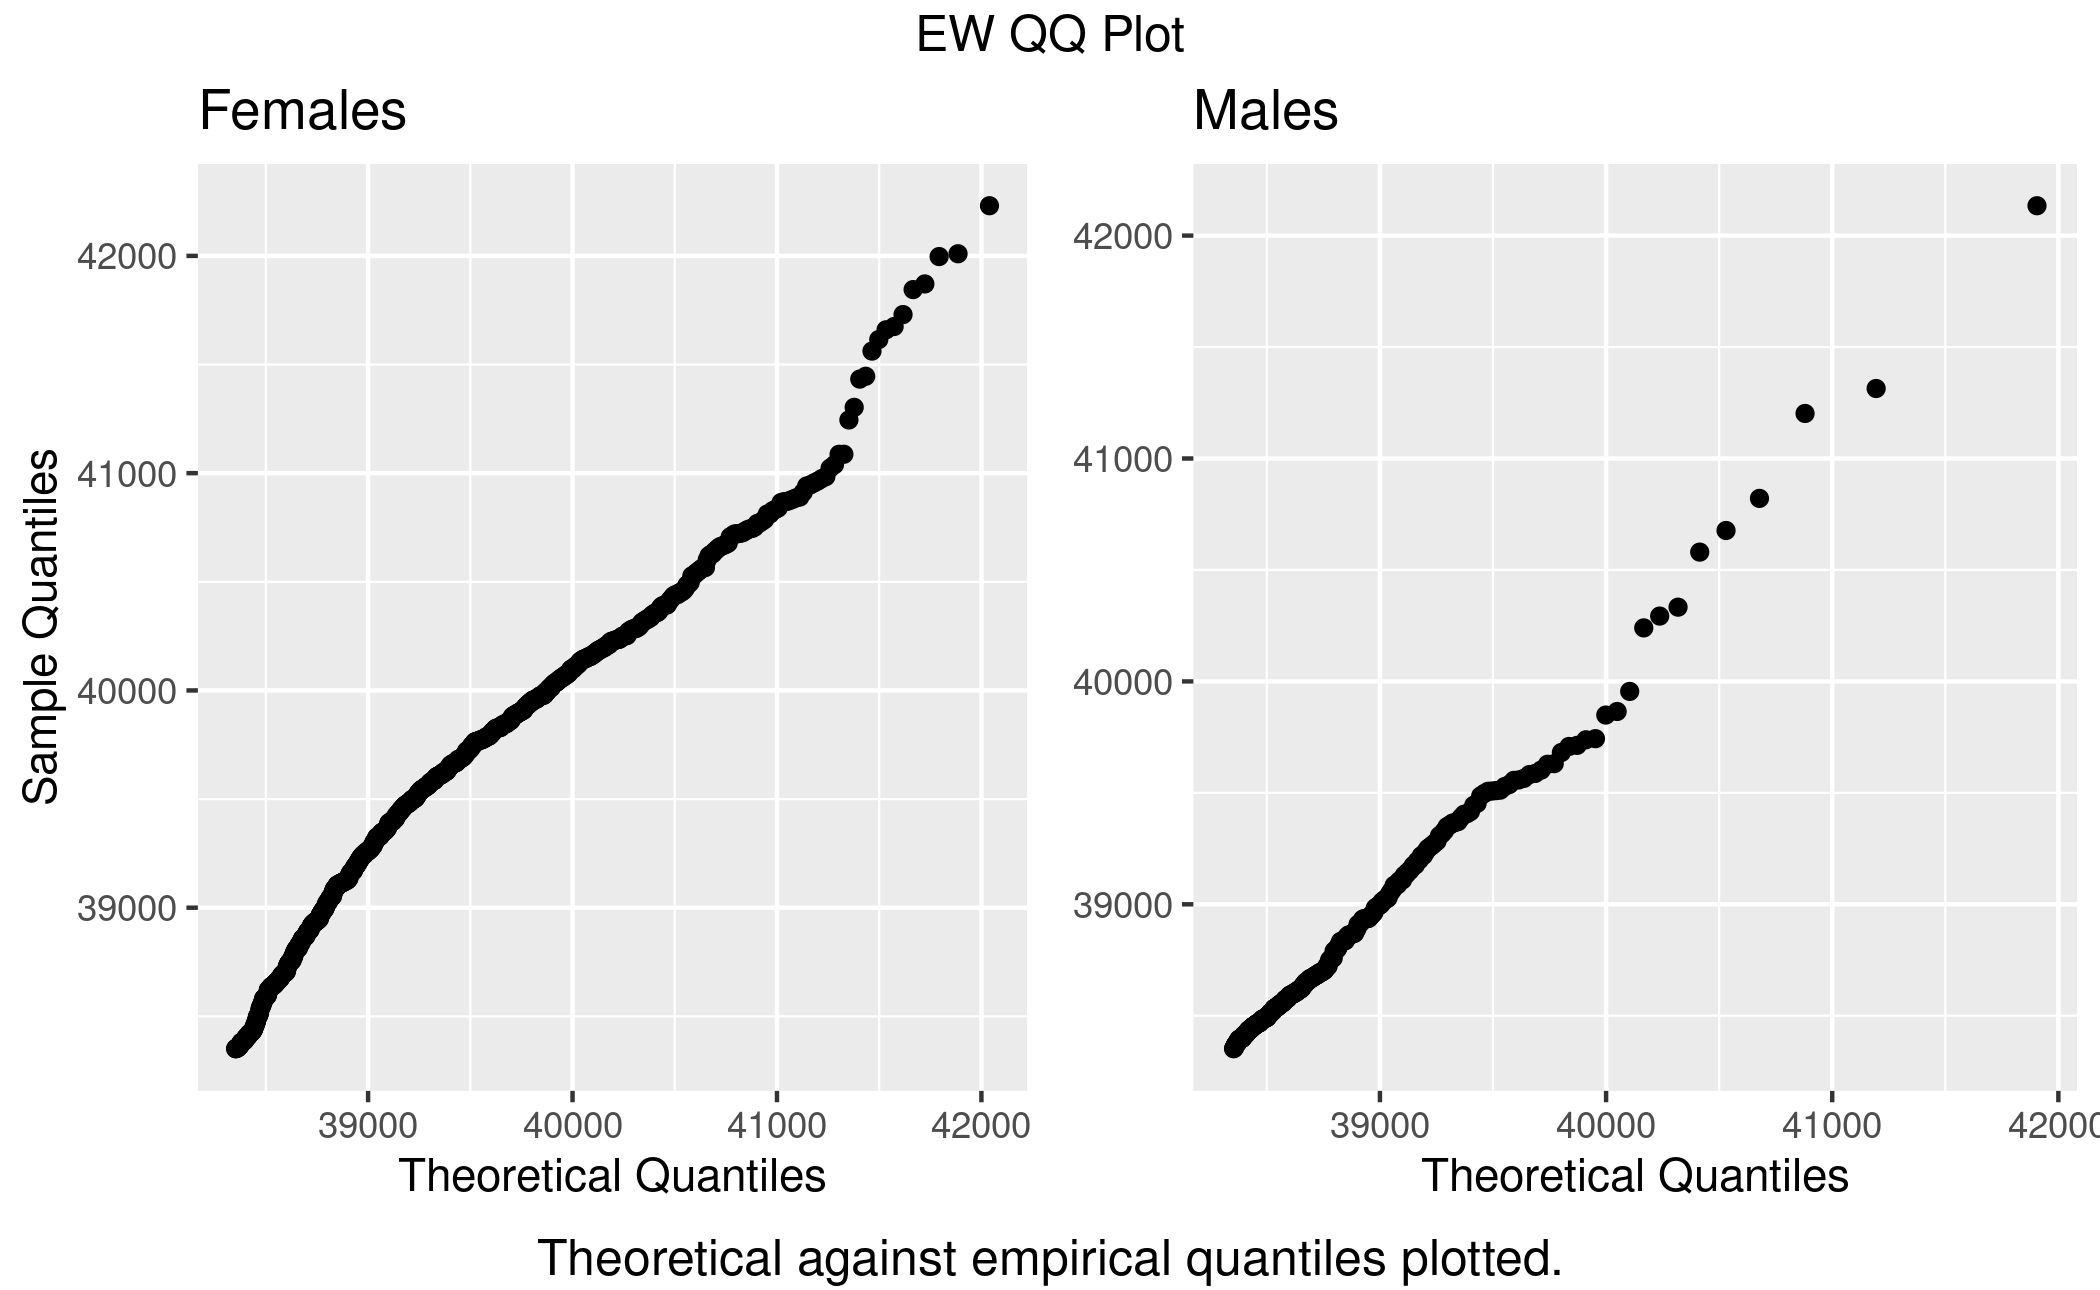 EW QQ Plot
Females
Males
Sample Quantiles
42000
41000
40000
39000
39000 40000 41000 42000
Theoretical Quantiles
42000
41000
40000
39000
39000 40000 41000 42000
Theoretical Quantiles
Theoretical against empirical quantiles plotted.